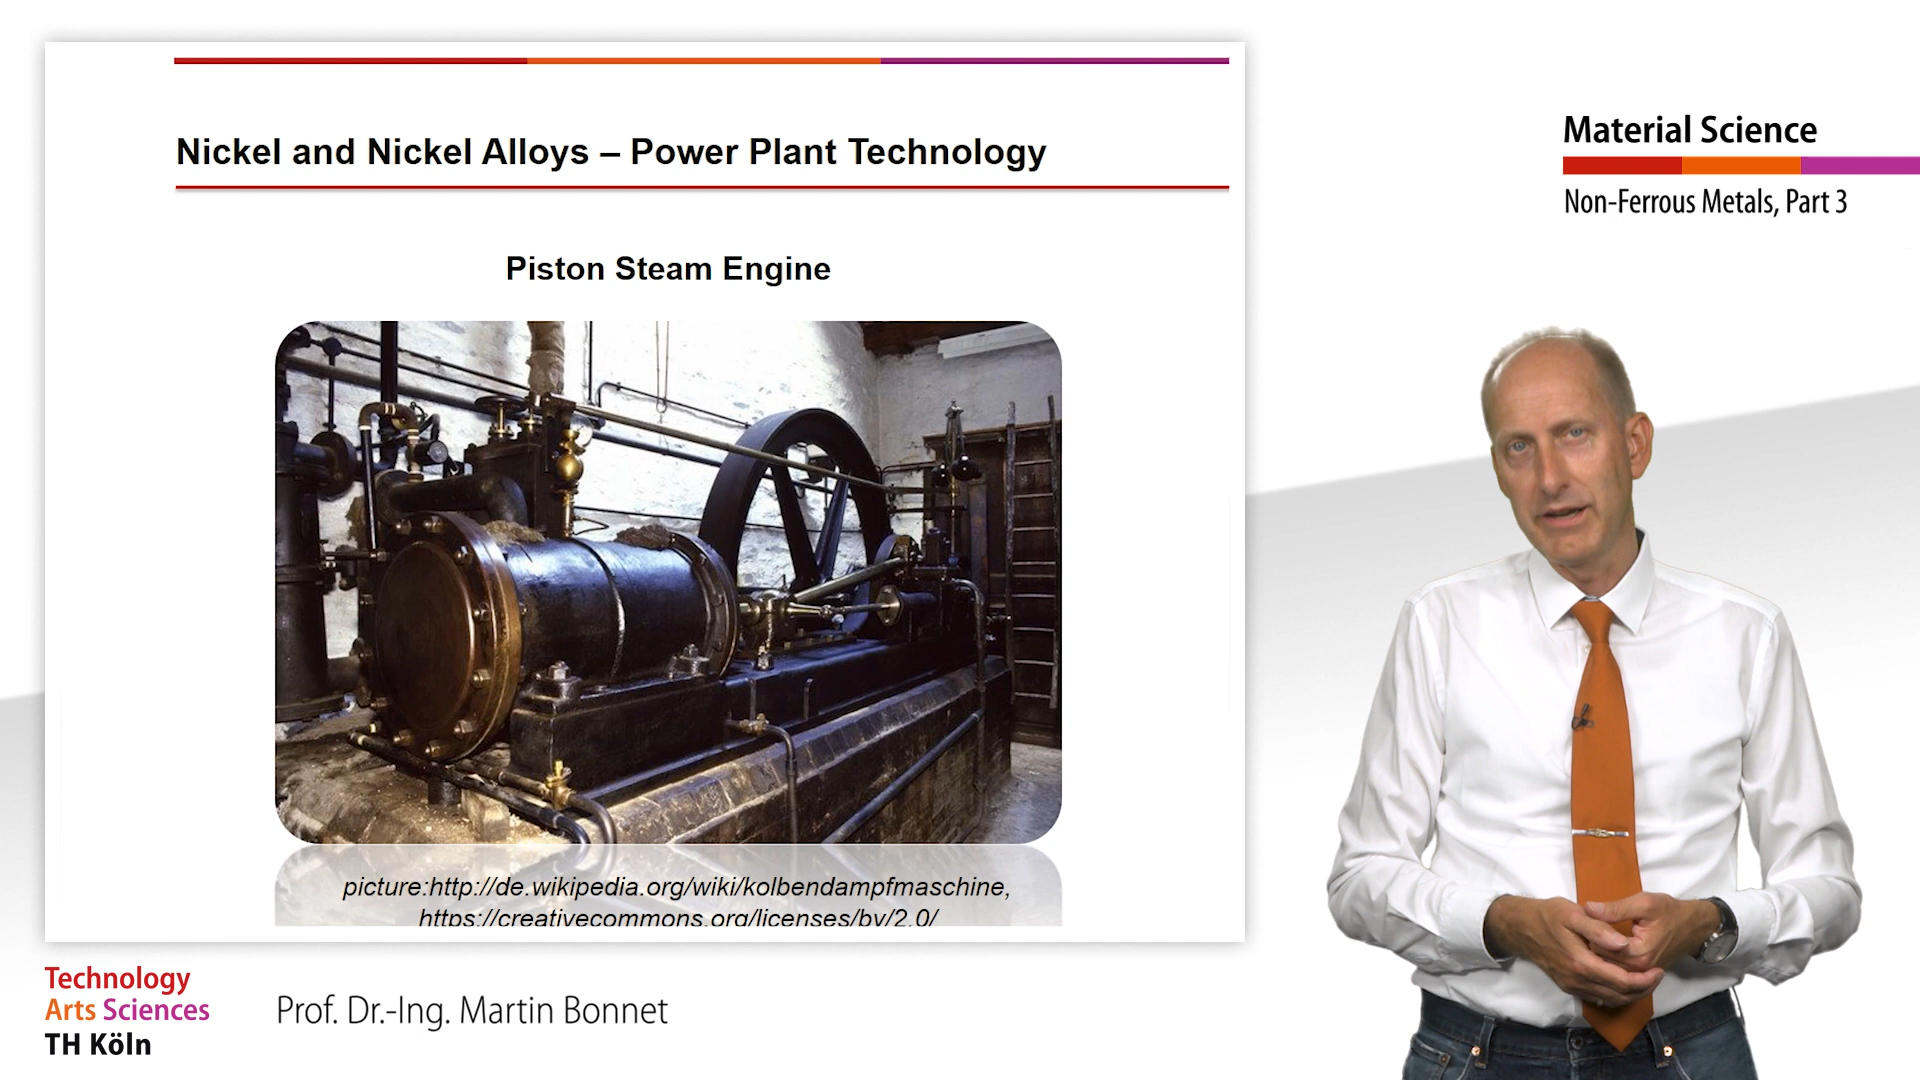 Nickel and Nickel Alloys – Power Plant Technology
Piston Steam Engine
picture:http://de.wikipedia.org/wiki/kolbendampfmaschine,
https://creativecommons.org/licenses/by/2.0/
Material Science
Non-Ferrous Metals, Part 3
Technology
Arts Sciences
TH Köln
Prof. Dr.-Ing. Martin Bonnet